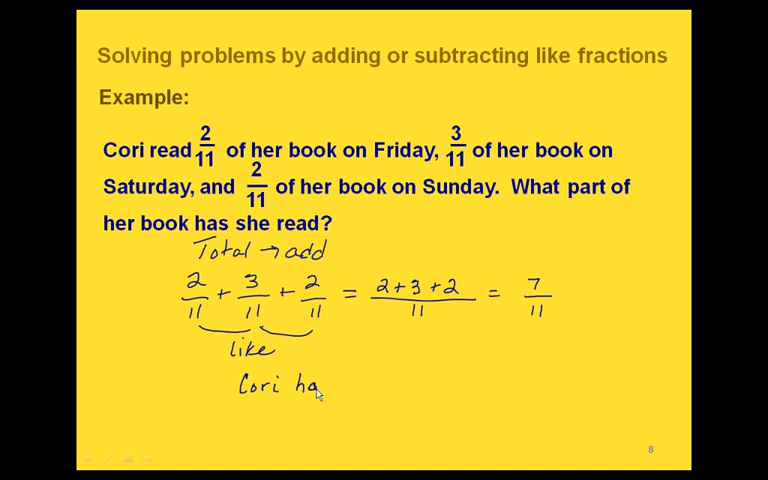 Solving problems by adding or subtracting like fractions
Example:
Cori read 2/11 of her book on Friday, 3/11 of her book on
Saturday, and 2/11 of her book on Sunday. What part of
her book has she read?
Total → add
2/11 + 3/11 + 2/11 = 2+3+2/11 = 7/11
like
Cori ha
8